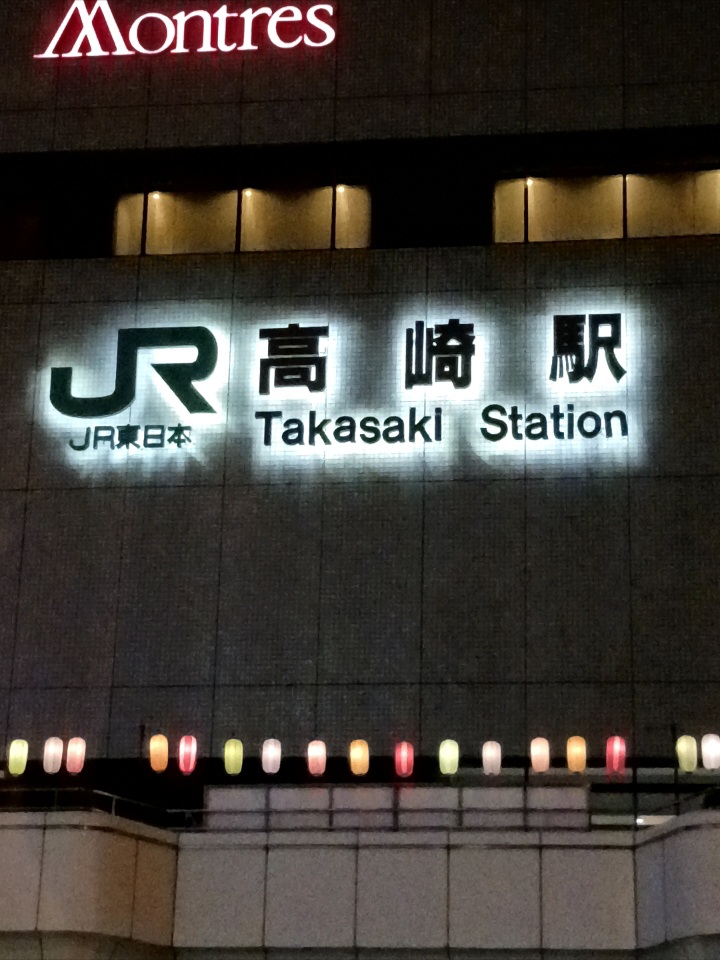 Montres
JR 高崎駅
JR東日本 Takasaki Station